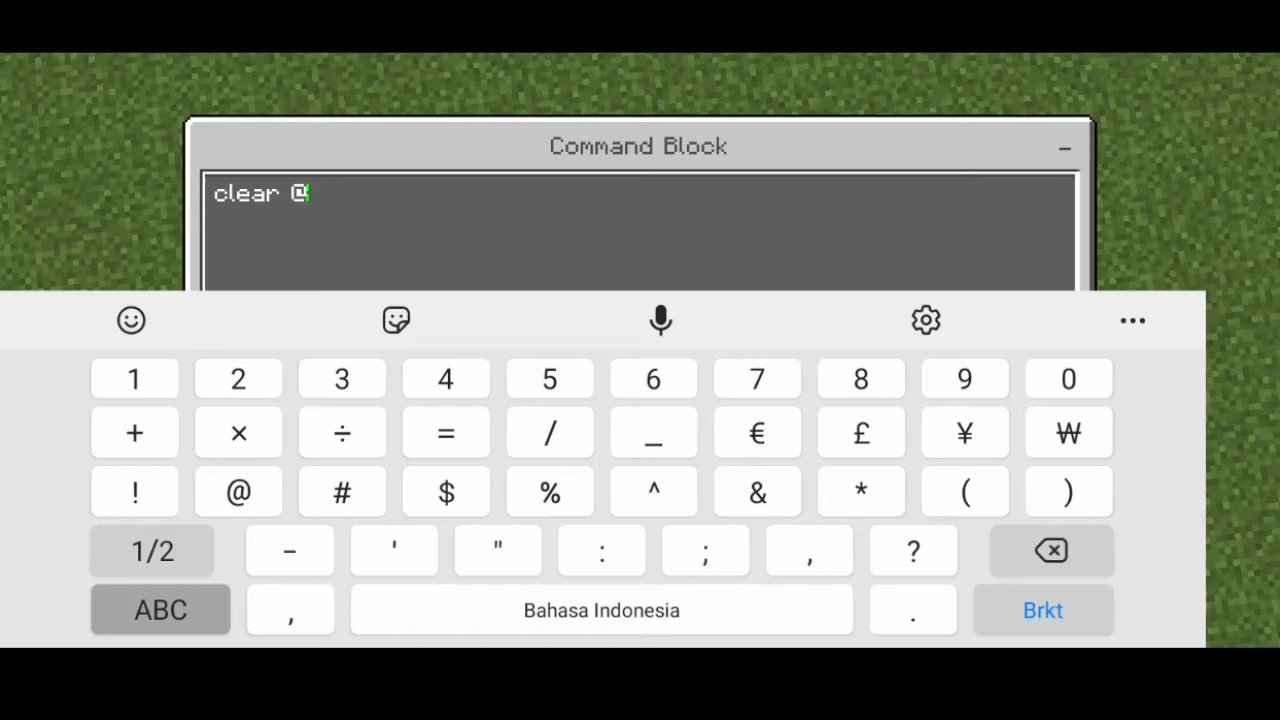 Command Block
clear @
1 2 3 4 5 6 7 8 9 0
+ × ÷ = / _ € £ ¥ ₩
! @ # $ % ^ & * ( )
1/2 - ' " : ; , ?
ABC , Bahasa Indonesia . Brkt